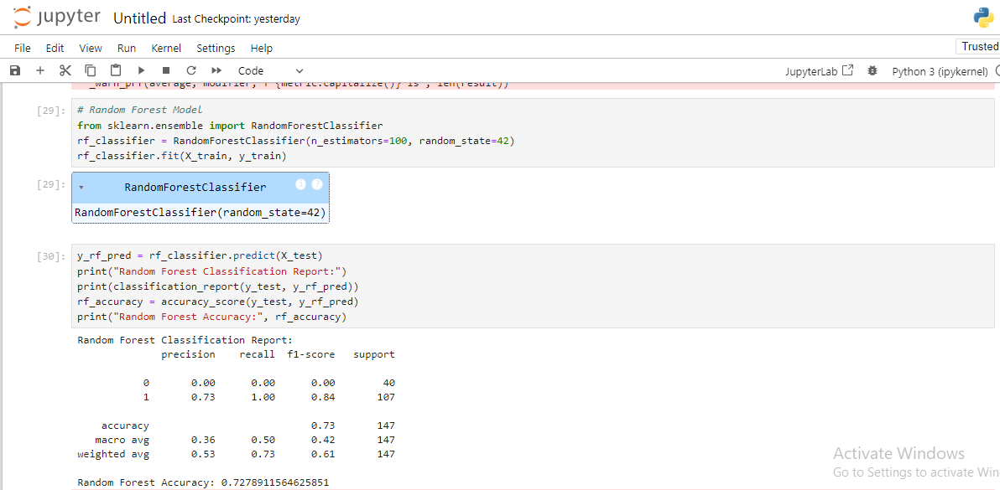 jupyter Untitled Last Checkpoint: yesterday
File Edit View Run Kernel Settings Help Trusted
Code JupyterLab Python 3 (ipykernel)
_warn_prf(average, modifier, f"{metric.capitalize()} is", len(result))
[29]: # Random Forest Model
from sklearn.ensemble import RandomForestClassifier
rf_classifier = RandomForestClassifier(n_estimators=100, random_state=42)
rf_classifier.fit(X_train, y_train)
[29]: RandomForestClassifier
RandomForestClassifier(random_state=42)
[30]: y_rf_pred = rf_classifier.predict(X_test)
print("Random Forest Classification Report:")
print(classification_report(y_test, y_rf_pred))
rf_accuracy = accuracy_score(y_test, y_rf_pred)
print("Random Forest Accuracy:", rf_accuracy)
Random Forest Classification Report:
precision recall f1-score support
0 0.00 0.00 0.00 40
1 0.73 1.00 0.84 107
accuracy 0.73 147
macro avg 0.36 0.50 0.42 147
weighted avg 0.53 0.73 0.61 147
Random Forest Accuracy: 0.7278911564625851
Activate Windows
Go to Settings to activate Win